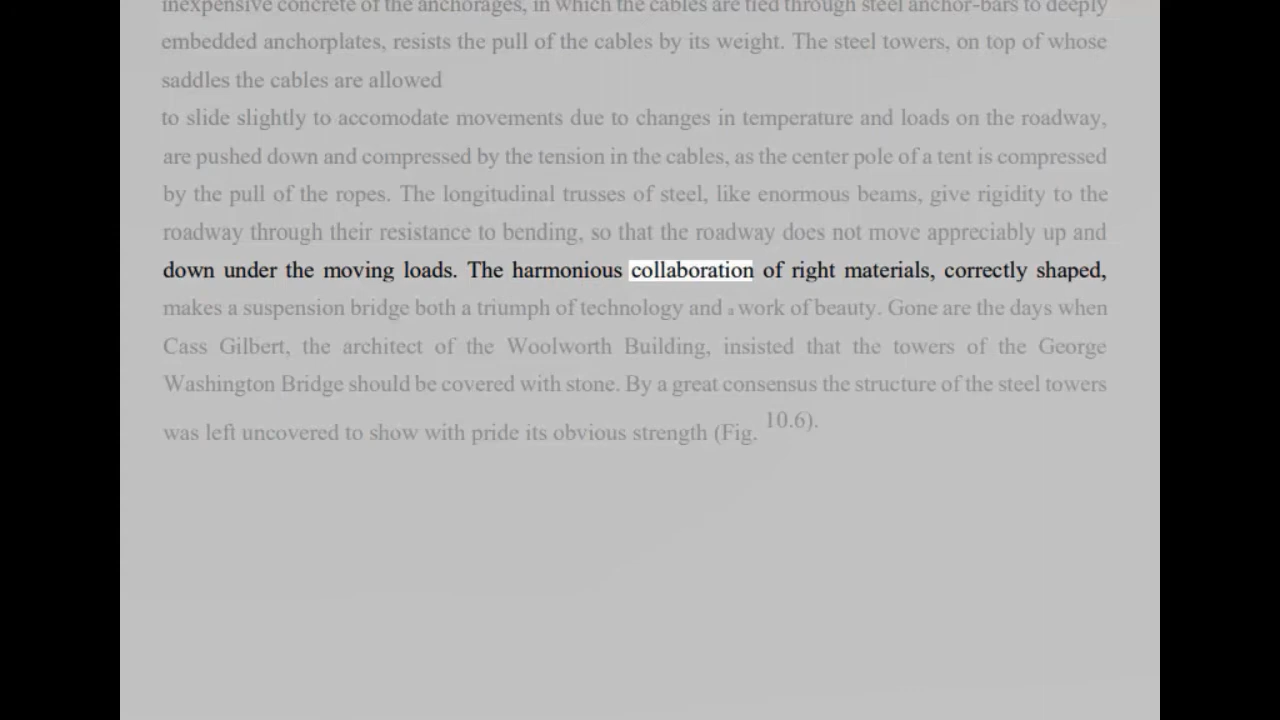 inexpensive concrete of the anchorages, in which the cables are tied through steel anchor-bars to deeply
embedded anchorplates, resists the pull of the cables by its weight. The steel towers, on top of whose
saddles the cables are allowed
to slide slightly to accomodate movements due to changes in temperature and loads on the roadway,
are pushed down and compressed by the tension in the cables, as the center pole of a tent is compressed
by the pull of the ropes. The longitudinal trusses of steel, like enormous beams, give rigidity to the
roadway through their resistance to bending, so that the roadway does not move appreciably up and
down under the moving loads. The harmonious collaboration of right materials, correctly shaped,
makes a suspension bridge both a triumph of technology and a work of beauty. Gone are the days when
Cass Gilbert, the architect of the Woolworth Building, insisted that the towers of the George
Washington Bridge should be covered with stone. By a great consensus the structure of the steel towers
was left uncovered to show with pride its obvious strength (Fig. 10.6).